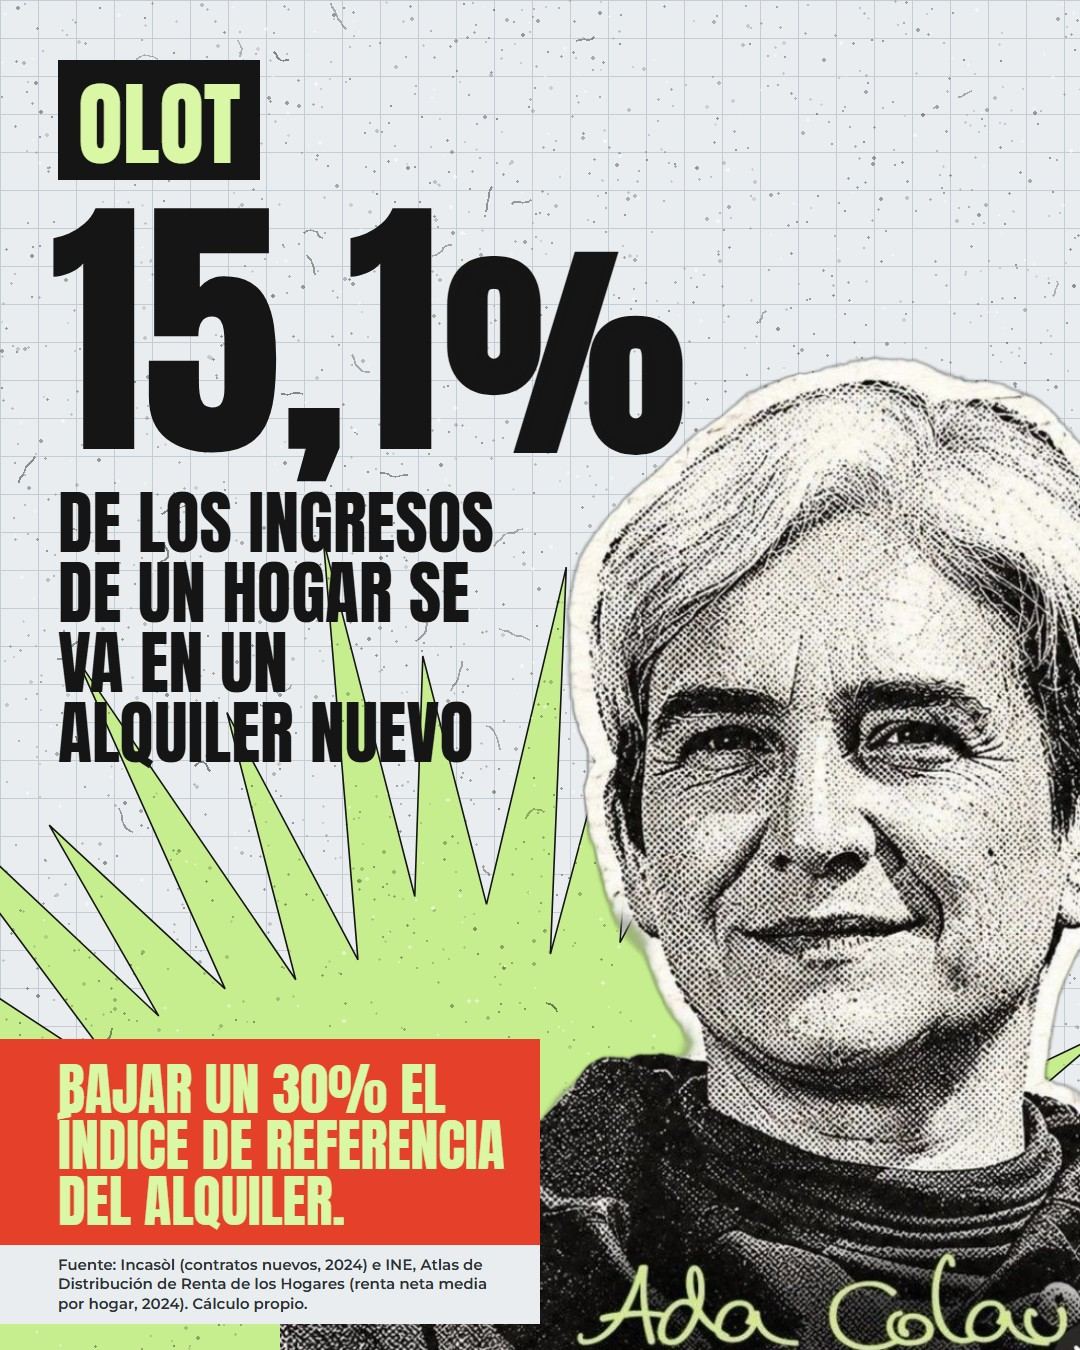 OLOT
15,1%
DE LOS INGRESOS
DE UN HOGAR SE
VA EN UN
ALQUILER NUEVO
BAJAR UN 30% EL
ÍNDICE DE REFERENCIA
DEL ALQUILER.
Fuente: Incasòl (contratos nuevos, 2024) e INE, Atlas de
Distribución de Renta de los Hogares (renta neta media
por hogar, 2024). Cálculo propio.
Ada Colau